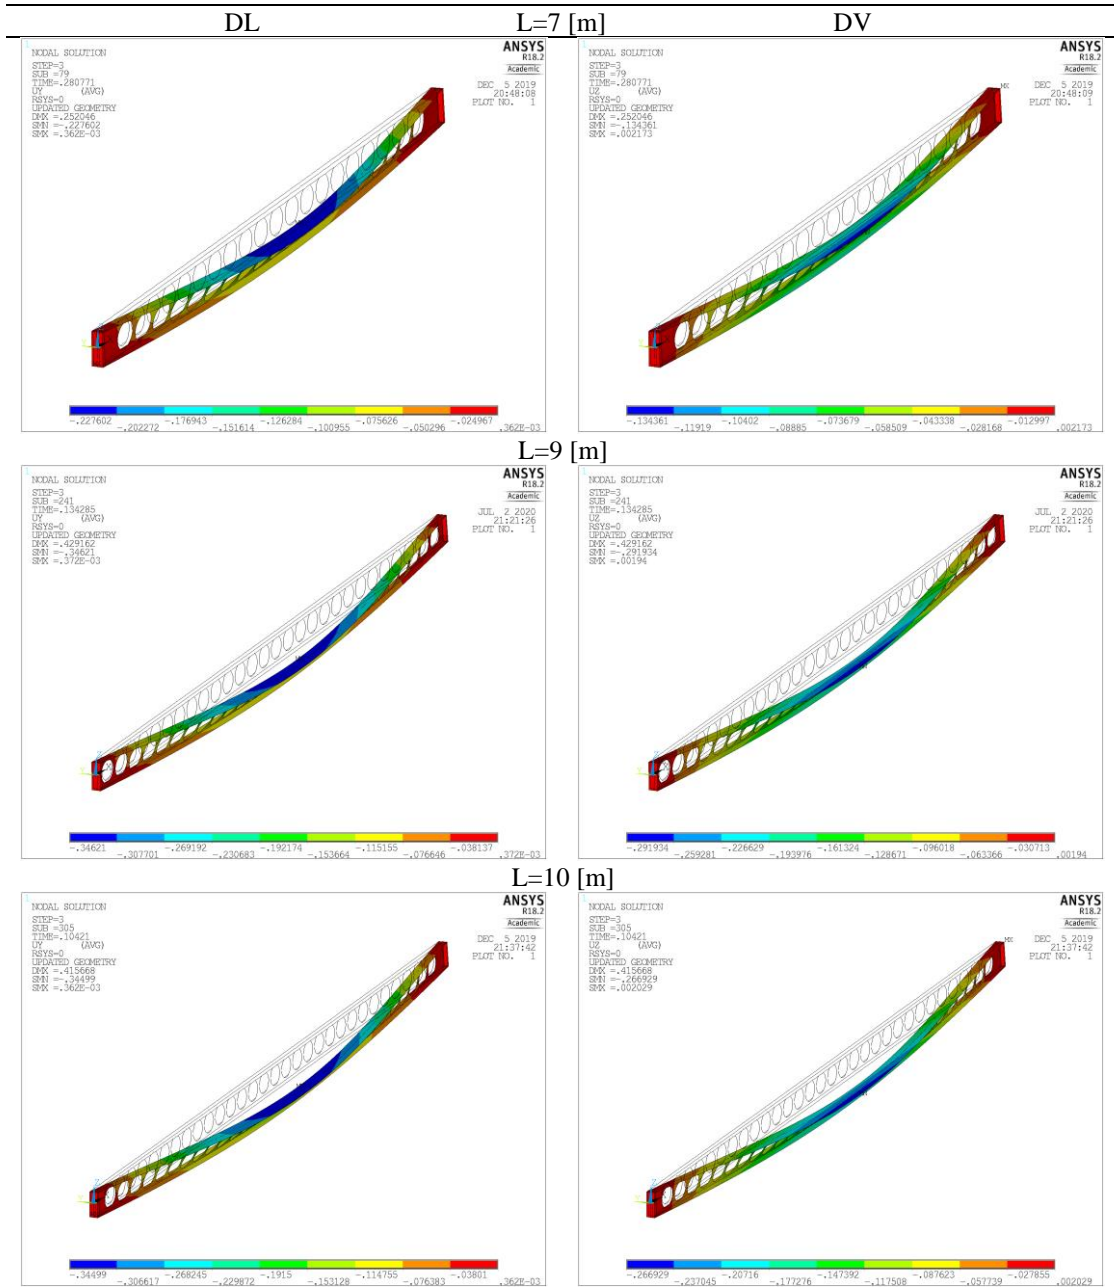 DL L=7 [m] DV
1
NODAL SOLUTION
STEP=3
SUB =79
TIME=.280771
UY (AVG)
RSYS=0
UPDATED GEOMETRY
DMX =.252046
SMN =-.227602
SMX =.362E-03
ANSYS
R18.2
Academic
DEC 5 2019
20:48:08
PLOT NO. 1
Z
-.227602 -.202272 -.176943 -.151614 -.126284 -.100955 -.075626 -.050296 -.024967 .362E-03
1
NODAL SOLUTION
STEP=3
SUB =79
TIME=.280771
UZ (AVG)
RSYS=0
UPDATED GEOMETRY
DMX =.252046
SMN =-.134361
SMX =.002173
ANSYS
R18.2
Academic
DEC 5 2019
20:48:09
PLOT NO. 1
MX
Z
-.134361 -.11919 -.10402 -.08885 -.073679 -.058509 -.043338 -.028168 -.012997 .002173
L=9 [m]
1
NODAL SOLUTION
STEP=3
SUB =241
TIME=.134285
UY (AVG)
RSYS=0
UPDATED GEOMETRY
DMX =.429162
SMN =-.34621
SMX =.372E-03
ANSYS
R18.2
Academic
JUL 2 2020
21:21:26
PLOT NO. 1
Z
-.34621 -.307701 -.269192 -.230683 -.192174 -.153664 -.115155 -.076646 -.038137 .372E-03
1
NODAL SOLUTION
STEP=3
SUB =241
TIME=.134285
UZ (AVG)
RSYS=0
UPDATED GEOMETRY
DMX =.429162
SMN =-.291934
SMX =.00194
ANSYS
R18.2
Academic
JUL 2 2020
21:21:26
PLOT NO. 1
Z
-.291934 -.259281 -.226629 -.193976 -.161324 -.128671 -.096018 -.063366 -.030713 .00194
L=10 [m]
1
NODAL SOLUTION
STEP=3
SUB =305
TIME=.10421
UY (AVG)
RSYS=0
UPDATED GEOMETRY
DMX =.415668
SMN =-.34499
SMX =.362E-03
ANSYS
R18.2
Academic
DEC 5 2019
21:37:42
PLOT NO. 1
Z
-.34499 -.306617 -.268245 -.229872 -.1915 -.153128 -.114755 -.076383 -.03801 .362E-03
1
NODAL SOLUTION
STEP=3
SUB =305
TIME=.10421
UZ (AVG)
RSYS=0
UPDATED GEOMETRY
DMX =.415668
SMN =-.266929
SMX =.002029
ANSYS
R18.2
Academic
DEC 5 2019
21:37:42
PLOT NO. 1
MX
Z
-.266929 -.237045 -.20716 -.177276 -.147392 -.117508 -.087623 -.057739 -.027855 .002029